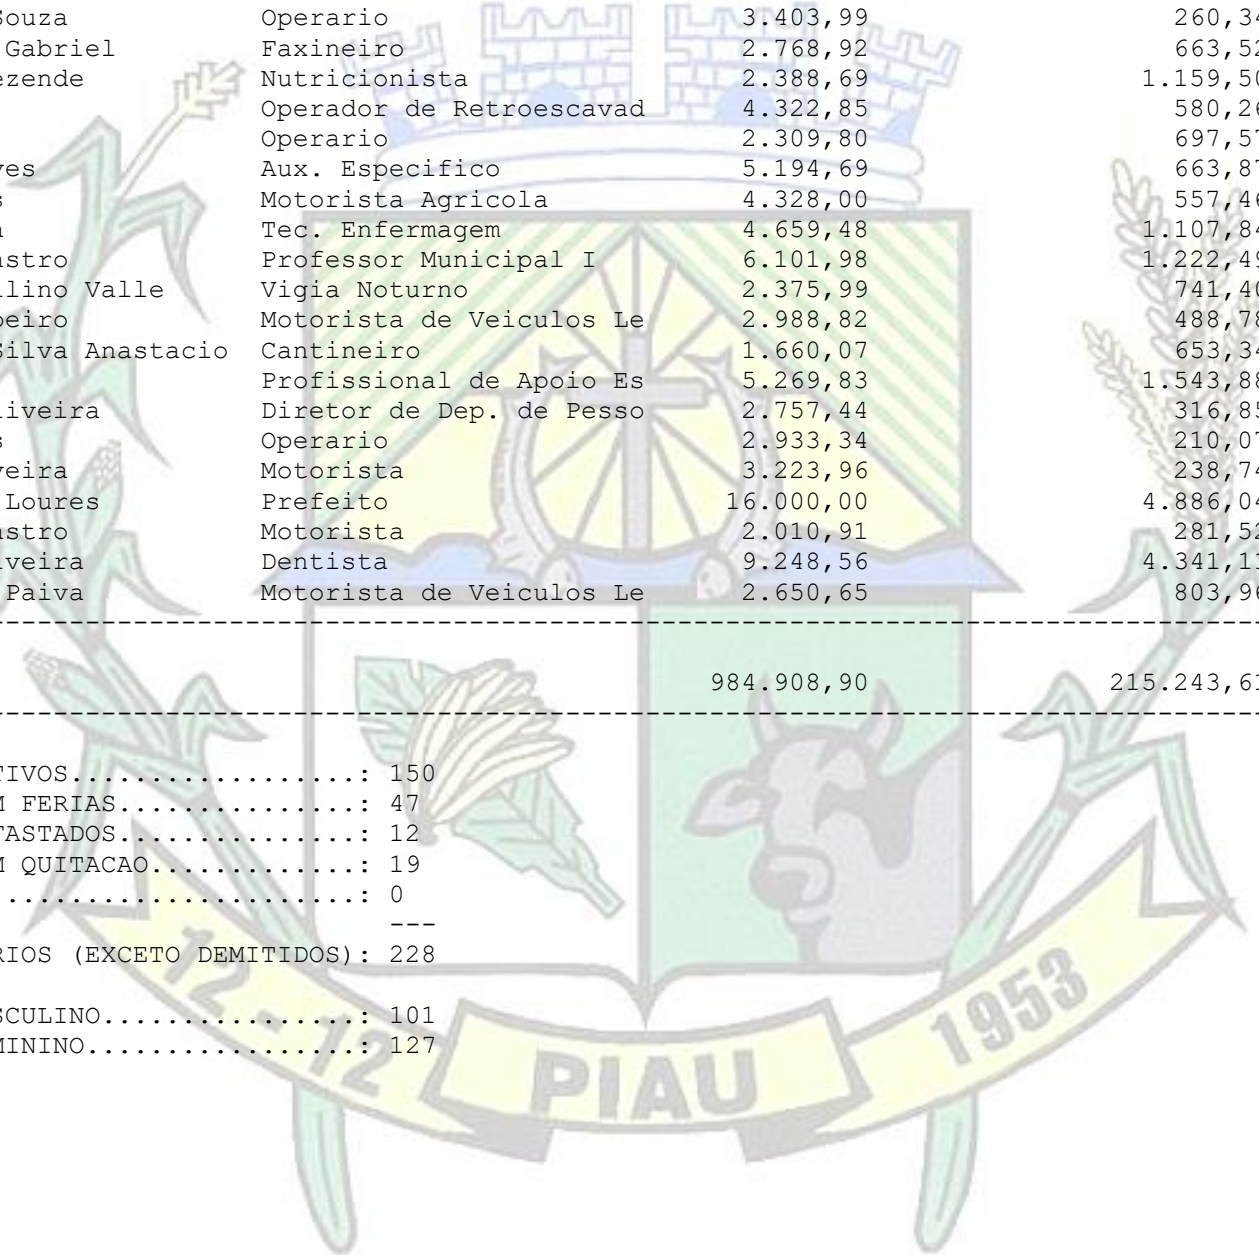 Souza Operario 3.403,99 260,34
Gabriel Faxineiro 2.768,92 663,52
ezende Nutricionista 2.388,69 1.159,50
Operador de Retroescavad 4.322,85 580,26
Operario 2.309,80 697,57
ves Aux. Especifico 5.194,69 663,87
s Motorista Agricola 4.328,00 557,46
a Tec. Enfermagem 4.659,48 1.107,84
astro Professor Municipal I 6.101,98 1.222,49
lino Valle Vigia Noturno 2.375,99 741,40
beiro Motorista de Veiculos Le 2.988,82 488,78
Silva Anastacio Cantineiro 1.660,07 653,34
Profissional de Apoio Es 5.269,83 1.543,88
liveira Diretor de Dep. de Pesso 2.757,44 316,85
s Operario 2.933,34 210,07
veira Motorista 3.223,96 238,74
Loures Prefeito 16.000,00 4.886,04
astro Motorista 2.010,91 281,52
iveira Dentista 9.248,56 4.341,11
Paiva Motorista de Veiculos Le 2.650,65 803,96
984.908,90 215.243,61
TIVOS..................: 150
M FERIAS...............: 47
TASTADOS...............: 12
M QUITACAO.............: 19
......................: 0
---
RIOS (EXCETO DEMITIDOS): 228
SCULINO................: 101
MININO.................: 127
12 - 12 PIAU 1953